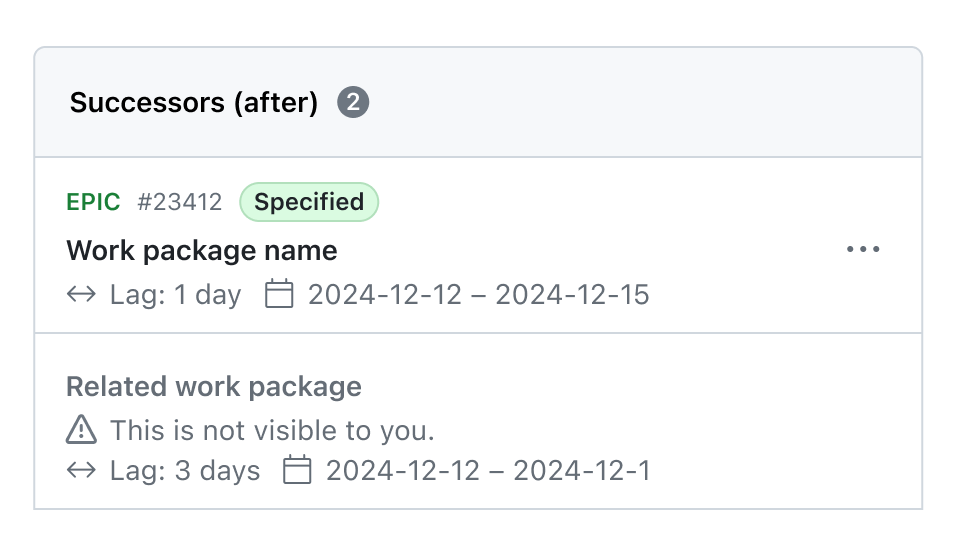 Successors (after) 2
EPIC #23412 Specified
Work package name
Lag: 1 day 2024-12-12 – 2024-12-15
Related work package
This is not visible to you.
Lag: 3 days 2024-12-12 – 2024-12-1